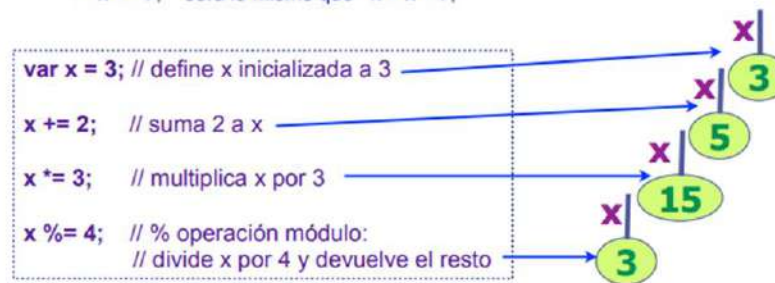 var x = 3; // define x inicializada a 3
x += 2; // suma 2 a x
x *= 3; // multiplica x por 3
x %= 4; // % operación módulo:
// divide x por 4 y devuelve el resto
x
3
x
5
x
15
x
3